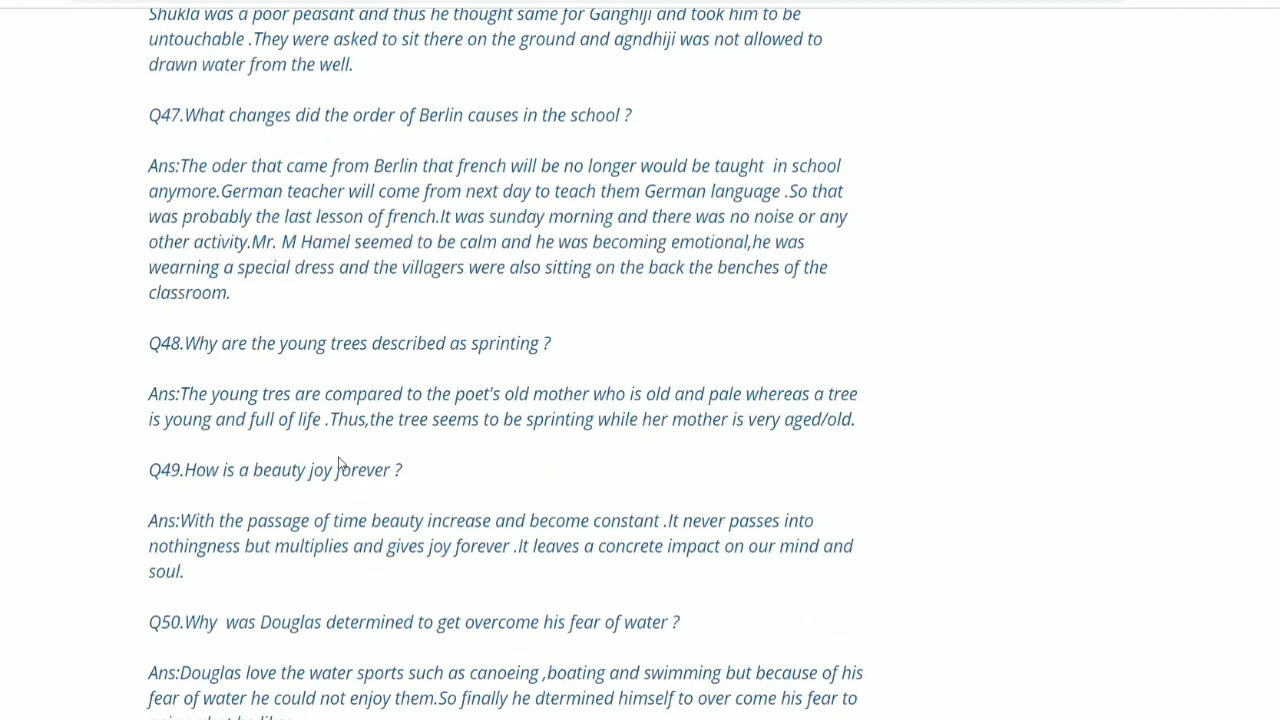 Shukla was a poor peasant and thus he thought same for Ganghiji and took him to be
untouchable .They were asked to sit there on the ground and agndhiji was not allowed to
drawn water from the well.
Q47.What changes did the order of Berlin causes in the school ?
Ans:The oder that came from Berlin that french will be no longer would be taught  in school
anymore.German teacher will come from next day to teach them German language .So that
was probably the last lesson of french.It was sunday morning and there was no noise or any
other activity.Mr. M Hamel seemed to be calm and he was becoming emotional,he was
wearning a special dress and the villagers were also sitting on the back the benches of the
classroom.
Q48.Why are the young trees described as sprinting ?
Ans:The young tres are compared to the poet's old mother who is old and pale whereas a tree
is young and full of life .Thus,the tree seems to be sprinting while her mother is very aged/old.
Q49.How is a beauty joy forever ?
Ans:With the passage of time beauty increase and become constant .It never passes into
nothingness but multiplies and gives joy forever .It leaves a concrete impact on our mind and
soul.
Q50.Why  was Douglas determined to get overcome his fear of water ?
Ans:Douglas love the water sports such as canoeing ,boating and swimming but because of his
fear of water he could not enjoy them.So finally he dtermined himself to over come his fear to